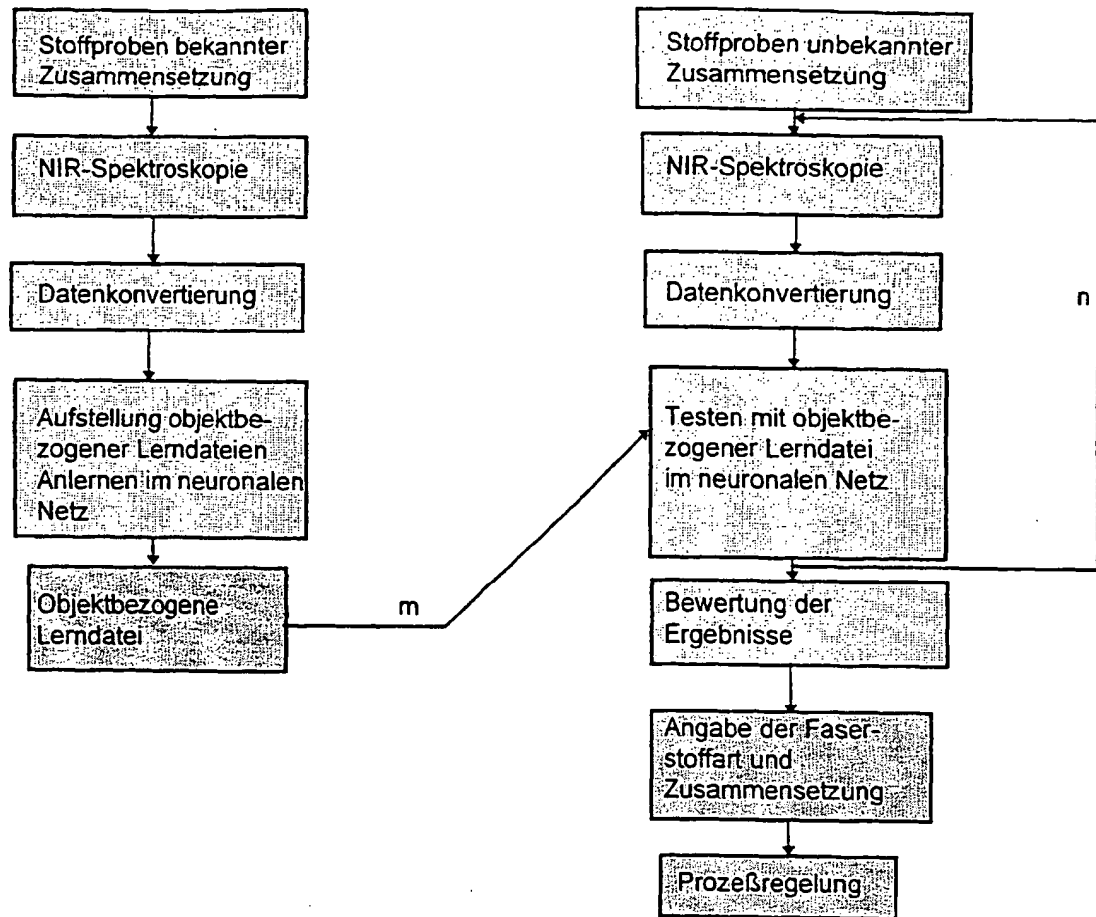 Stoffproben bekannter
Zusammensetzung
NIR-Spektroskopie
Datenkonvertierung
Aufstellung objektbe-
zogener Lerndateien
Anlernen im neuronalen
Netz
Objektbezogene
Lerndatei
m
Stoffproben unbekannter
Zusammensetzung
NIR-Spektroskopie
Datenkonvertierung
n
Testen mit objektbe-
zogener Lerndatei
im neuronalen Netz
Bewertung der
Ergebnisse
Angabe der Faser-
stoffart und
Zusammensetzung
Prozeßregelung